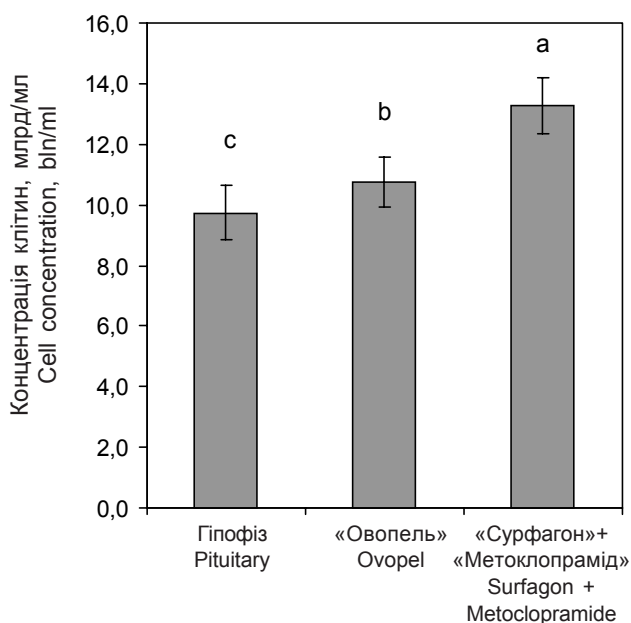 Концентрація клітин, млрд/мл
Cell concentration, bln/ml
16,0
14,0
12,0
10,0
8,0
6,0
4,0
2,0
0,0
c
b
a
Гіпофіз
Pituitary
«Овопель»
Ovopel
«Сурфагон»+
«Метоклопрамід»
Surfagon +
Metoclopramide